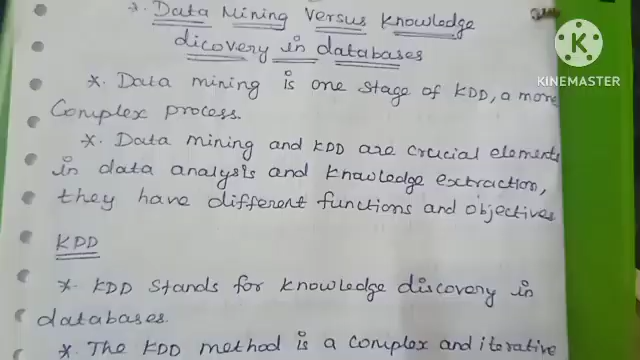 *. Data Mining Versus Knowledge
dicovery in databases
*. Data mining is one stage of KDD, a more
Complex process.
*. Data mining and KDD are crucial elements
in data analysis and knowledge extraction,
they have different functions and objectives
KDD
*. KDD stands for knowledge discovery in
databases.
*. The KDD method is a complex and iterative
K
KINEMASTER